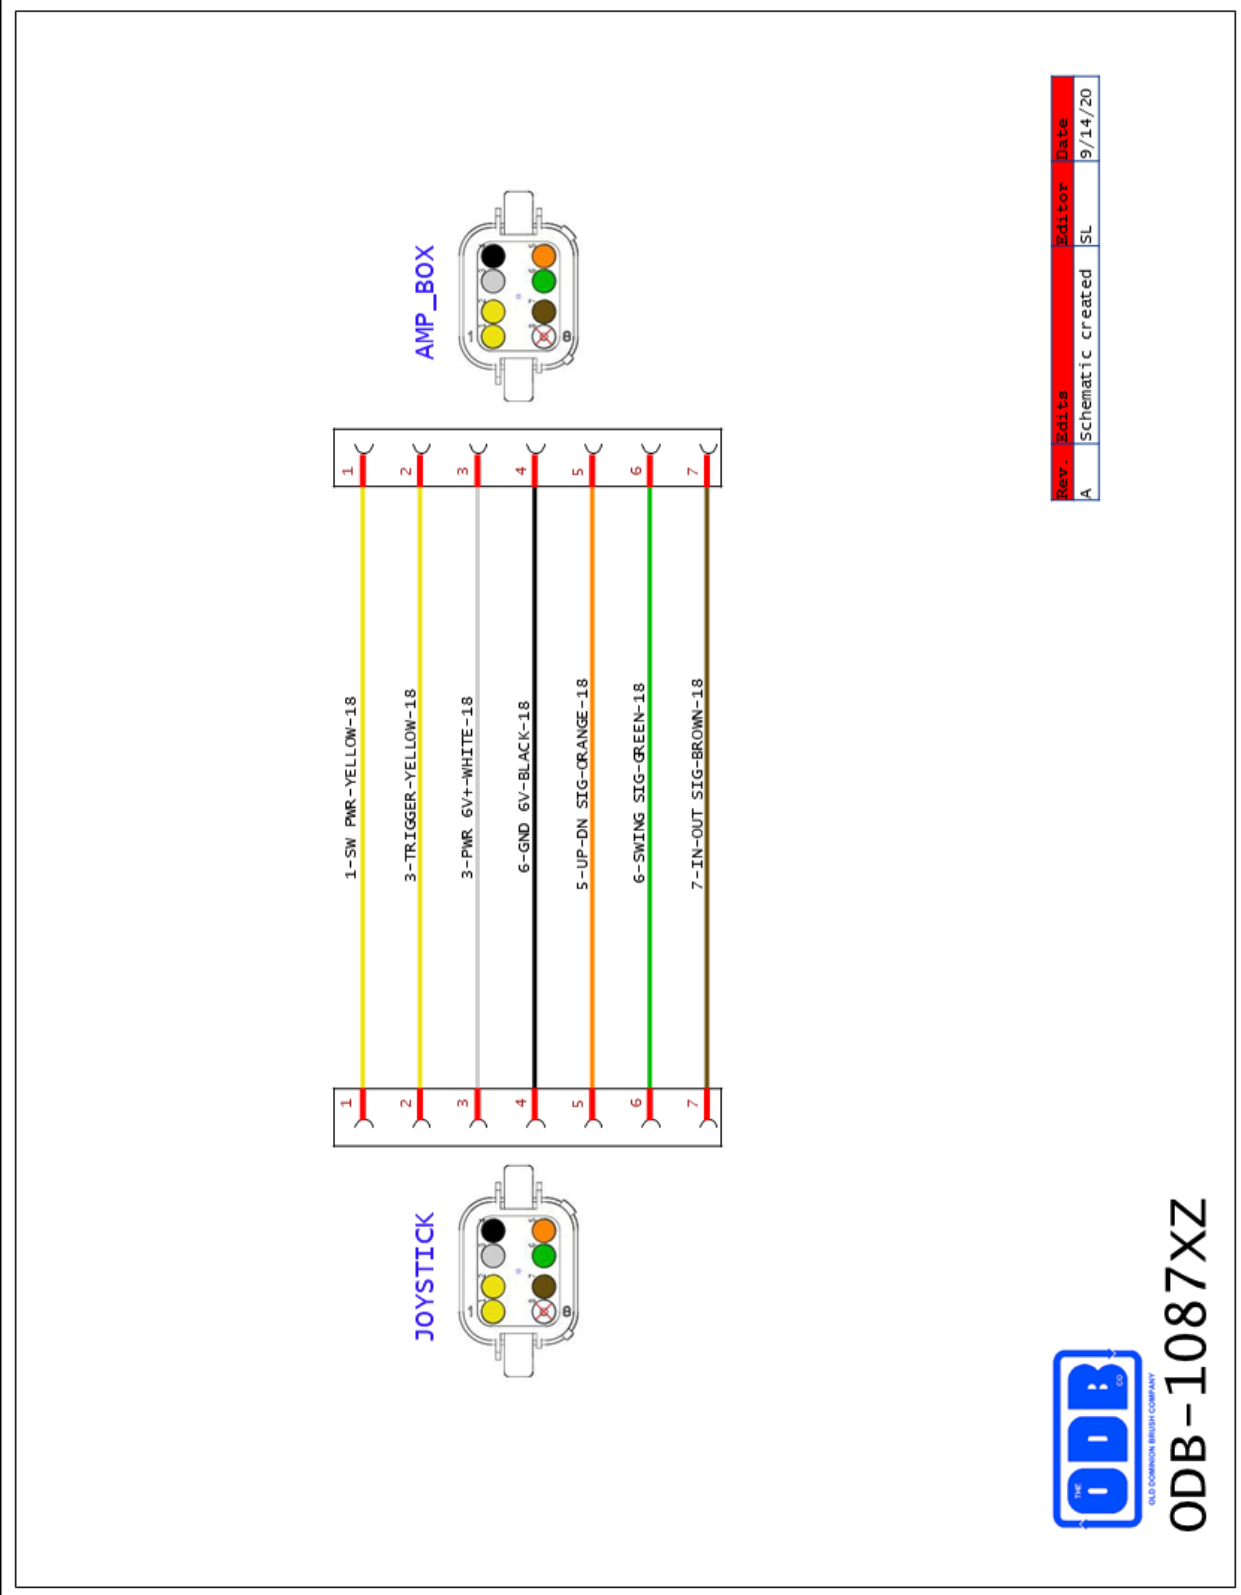 JOYSTICK
AMP_BOX
1 1-SW PWR-YELLOW-18 1
2 3-TRIGGER-YELLOW-18 2
3 3-PWR 6V+-WHITE-18 3
4 6-GND 6V-BLACK-18 4
5 5-UP-DN SIG-ORANGE-18 5
6 6-SWING SIG-GREEN-18 6
7 7-IN-OUT SIG-BROWN-18 7
1
8
1
8
Rev. Edits Editor Date
A Schematic created SL 9/14/20
THE
ODB
CO
OLD DOMINION BRUSH COMPANY
ODB-1087XZ